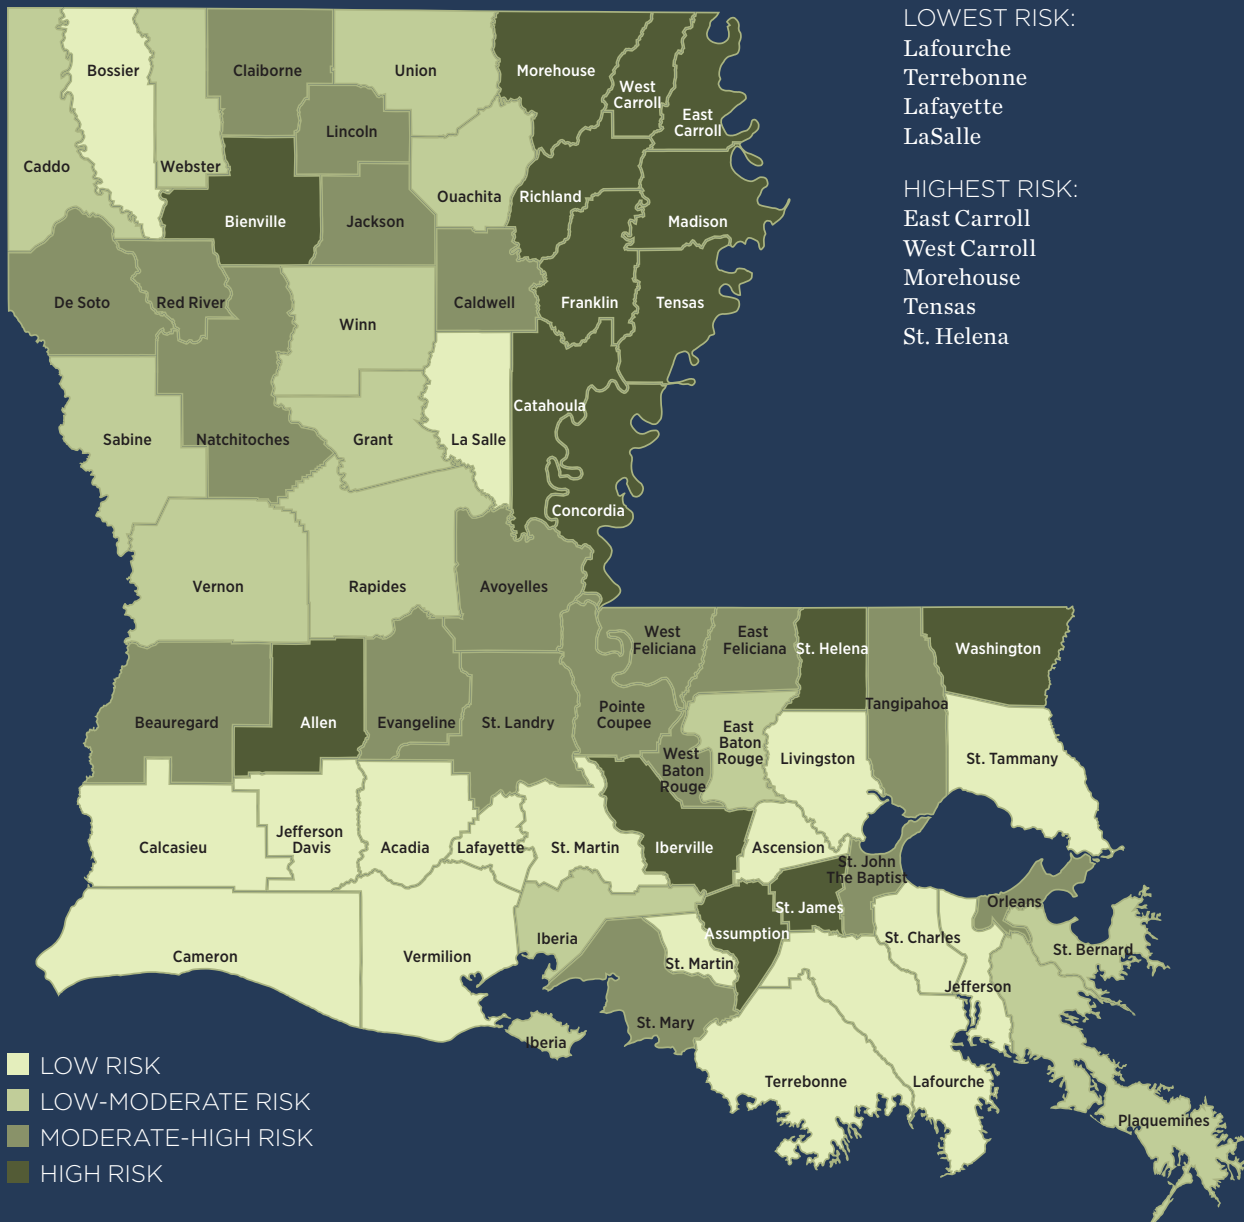 LOWEST RISK:
Lafourche
Terrebonne
Lafayette
LaSalle
HIGHEST RISK:
East Carroll
West Carroll
Morehouse
Tensas
St. Helena
Bossier
Claiborne
Union
Morehouse
West
Carroll
East
Carroll
Lincoln
Caddo
Webster
Ouachita
Richland
Bienville
Jackson
Madison
De Soto
Red River
Caldwell
Franklin
Tensas
Winn
Catahoula
Sabine
Natchitoches
Grant
La Salle
Concordia
Vernon
Rapides
Avoyelles
West
Feliciana
East
Feliciana
St. Helena
Washington
Tangipahoa
Beauregard
Allen
Evangeline
St. Landry
Pointe
Coupee
East
Baton
Rouge
West
Baton
Rouge
Livingston
St. Tammany
Jefferson
Davis
Calcasieu
Acadia
Lafayette
St. Martin
Iberville
Ascension
St. John
The Baptist
St. James
Orleans
Assumption
St. Charles
Iberia
St. Bernard
Cameron
Vermilion
St. Martin
Jefferson
St. Mary
Iberia
Terrebonne
Lafourche
Plaquemines
LOW RISK
LOW-MODERATE RISK
MODERATE-HIGH RISK
HIGH RISK